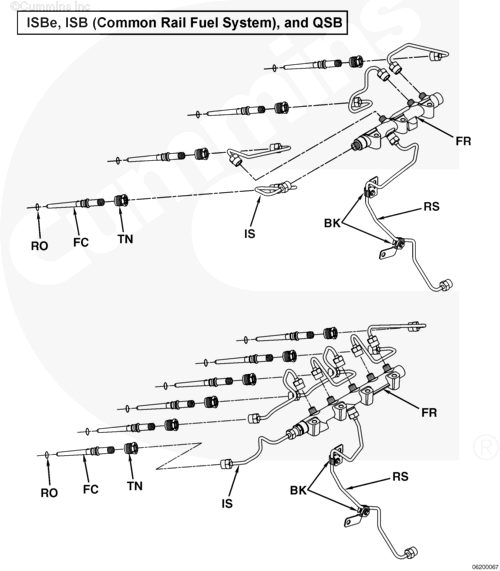 ©Cummins Inc
ISBe, ISB (Common Rail Fuel System), and QSB
Cummins
FR
RS
BK
IS
TN
FC
RO
FR
RS
BK
IS
TN
FC
RO
®
06200067